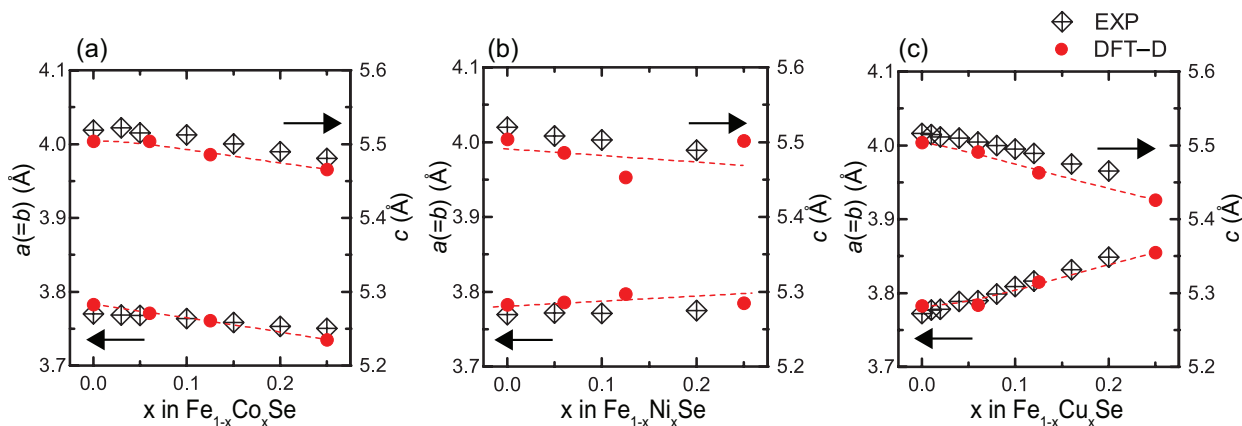 EXP
DFT–D
(a)
4.1
4.0
3.9
3.8
3.7
a(=b) (Å)
5.6
5.5
5.4
5.3
5.2
c (Å)
0.0
0.1
0.2
x in Fe1-xCoxSe
(b)
4.1
4.0
3.9
3.8
3.7
a(=b) (Å)
5.6
5.5
5.4
5.3
5.2
c (Å)
0.0
0.1
0.2
x in Fe1-xNixSe
(c)
4.1
4.0
3.9
3.8
3.7
a(=b) (Å)
5.6
5.5
5.4
5.3
5.2
c (Å)
0.0
0.1
0.2
x in Fe1-xCuxSe